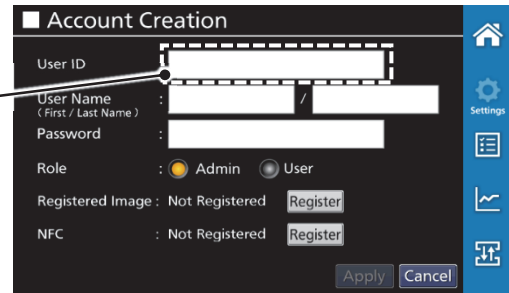 Account Creation
User ID :
User Name : /
( First / Last Name )
Password :
Role : Admin User
Registered Image : Not Registered Register
NFC : Not Registered Register
Apply Cancel
Settings